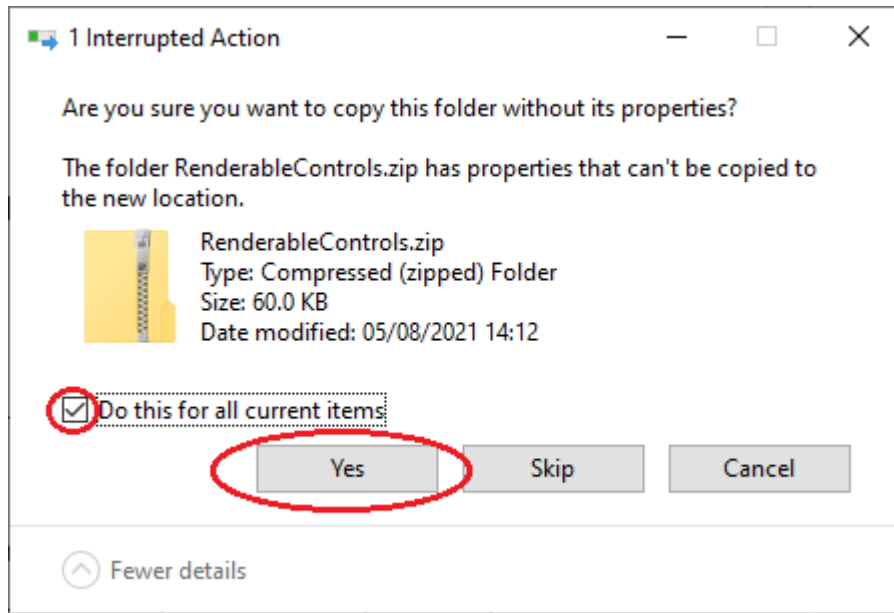 1 Interrupted Action
Are you sure you want to copy this folder without its properties?
The folder RenderableControls.zip has properties that can't be copied to
the new location.
RenderableControls.zip
Type: Compressed (zipped) Folder
Size: 60.0 KB
Date modified: 05/08/2021 14:12
Do this for all current items
Yes Skip Cancel
Fewer details